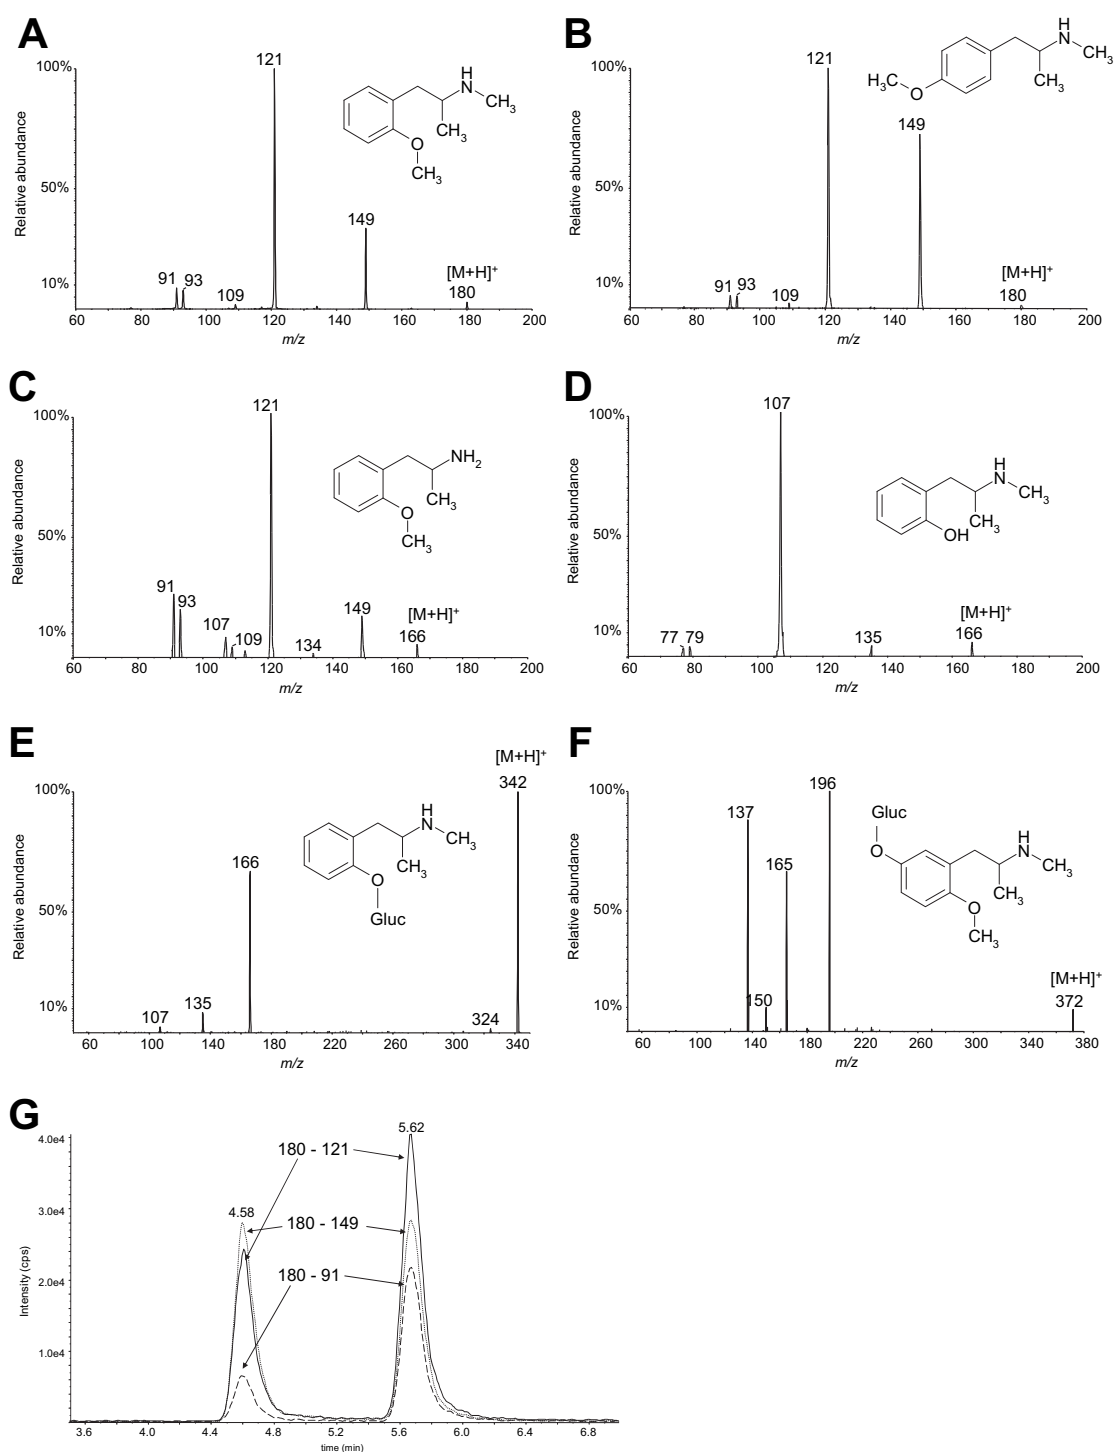 A
100%
50%
10%
Relative abundance
121
149
91
93
109
[M+H]+
180
H
N
CH3
CH3
O
CH3
60 80 100 120 140 160 180 200
m/z
B
100%
50%
10%
Relative abundance
121
149
91
93
109
[M+H]+
180
H
N
CH3
CH3
H3C
O
60 80 100 120 140 160 180 200
m/z
C
100%
50%
10%
Relative abundance
121
91
93
107
109
134
149
[M+H]+
166
NH2
CH3
O
CH3
60 80 100 120 140 160 180 200
m/z
D
100%
50%
10%
Relative abundance
107
77
79
135
[M+H]+
166
H
N
CH3
CH3
OH
60 80 100 120 140 160 180 200
m/z
E
100%
50%
10%
Relative abundance
[M+H]+
342
166
135
107
324
H
N
CH3
CH3
O
Gluc
60 100 140 180 220 260 300 340
m/z
F
100%
50%
10%
Relative abundance
196
137
165
150
[M+H]+
372
Gluc
O
H
N
CH3
CH3
O
CH3
60 100 140 180 220 260 300 340 380
m/z
G
4.0e4
3.0e4
2.0e4
1.0e4
Intensity (cps)
5.62
4.58
180 - 121
180 - 149
180 - 91
3.6 4.0 4.4 4.8 5.2 5.6 6.0 6.4 6.8
time (min)